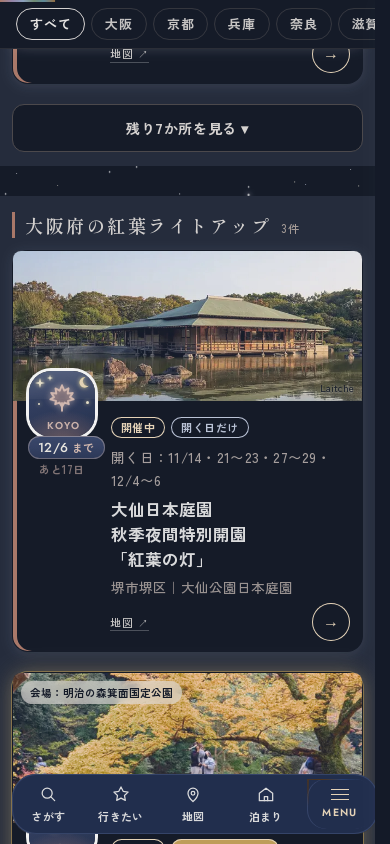 すべて
大阪
京都
兵庫
奈良
滋賀
地図 ↗
→
残り7か所を見る ▾
大阪府の紅葉ライトアップ 3件
Laitche
KOYO
12/6 まで
あと17日
開催中
開く日だけ
開く日：11/14・21〜23・27〜29・
12/4〜6
大仙日本庭園
秋季夜間特別開園
「紅葉の灯」
堺市堺区｜大仙公園日本庭園
地図 ↗
→
会場：明治の森箕面国定公園
さがす
行きたい
地図
泊まり
MENU